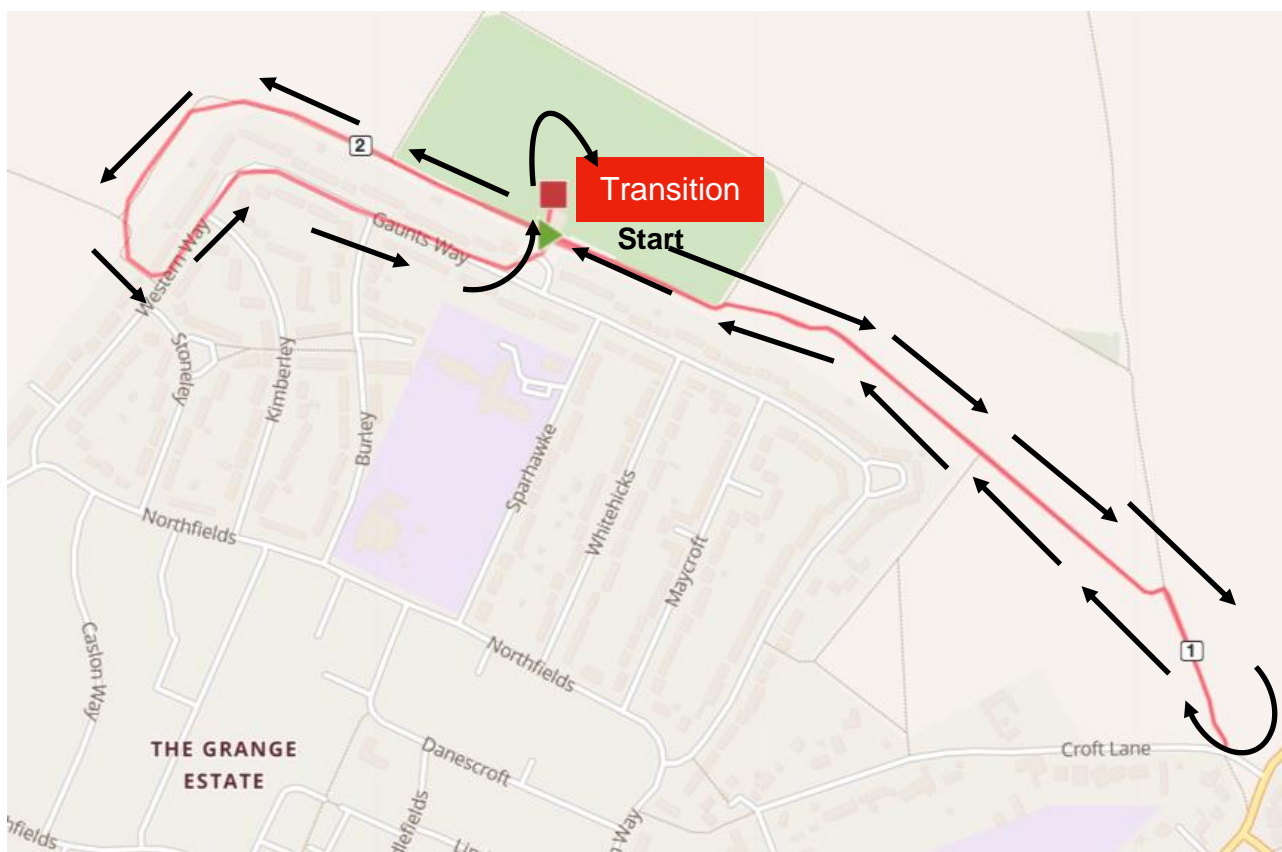 2
Transition
Start
Gaunts Way
Western Way
Stoneley
Kimberley
Burley
Sparhawke
Whitehicks
Maycroft
Northfields
Northfields
1
Caslon Way
THE GRANGE
ESTATE
Danescroft
Croft Lane
Way